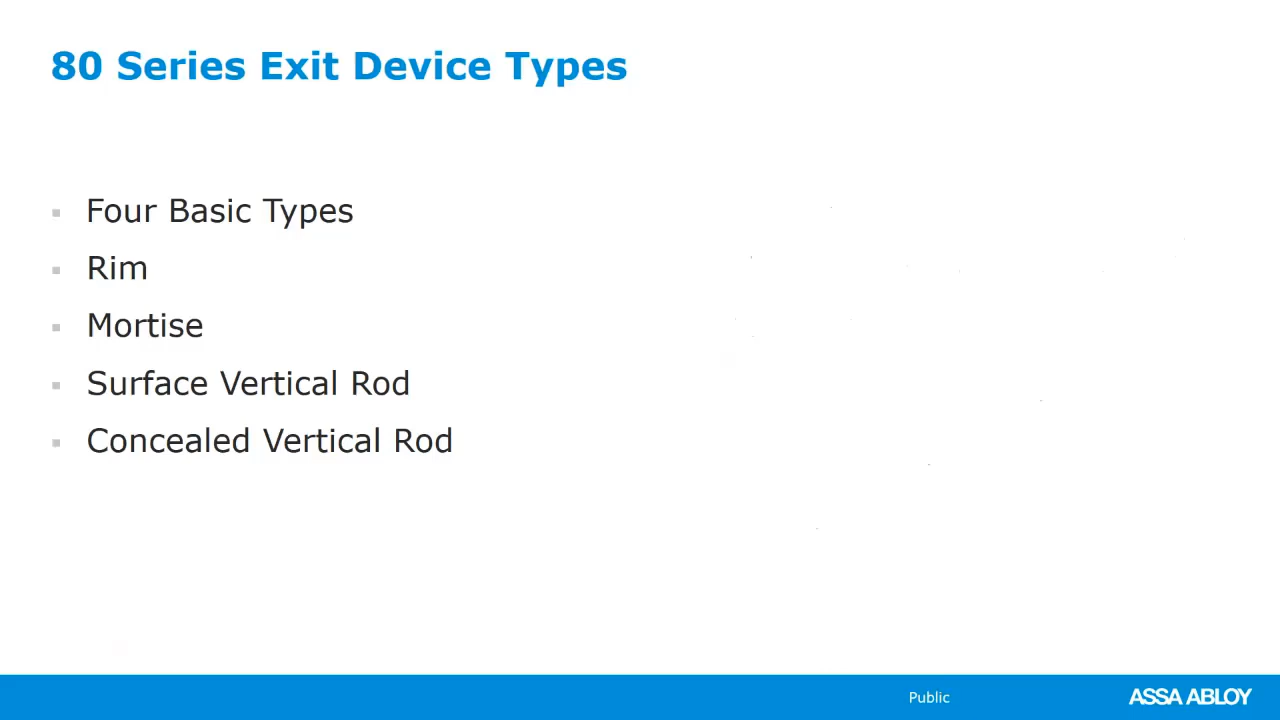 80 Series Exit Device Types
Four Basic Types
Rim
Mortise
Surface Vertical Rod
Concealed Vertical Rod
Public
ASSA ABLOY